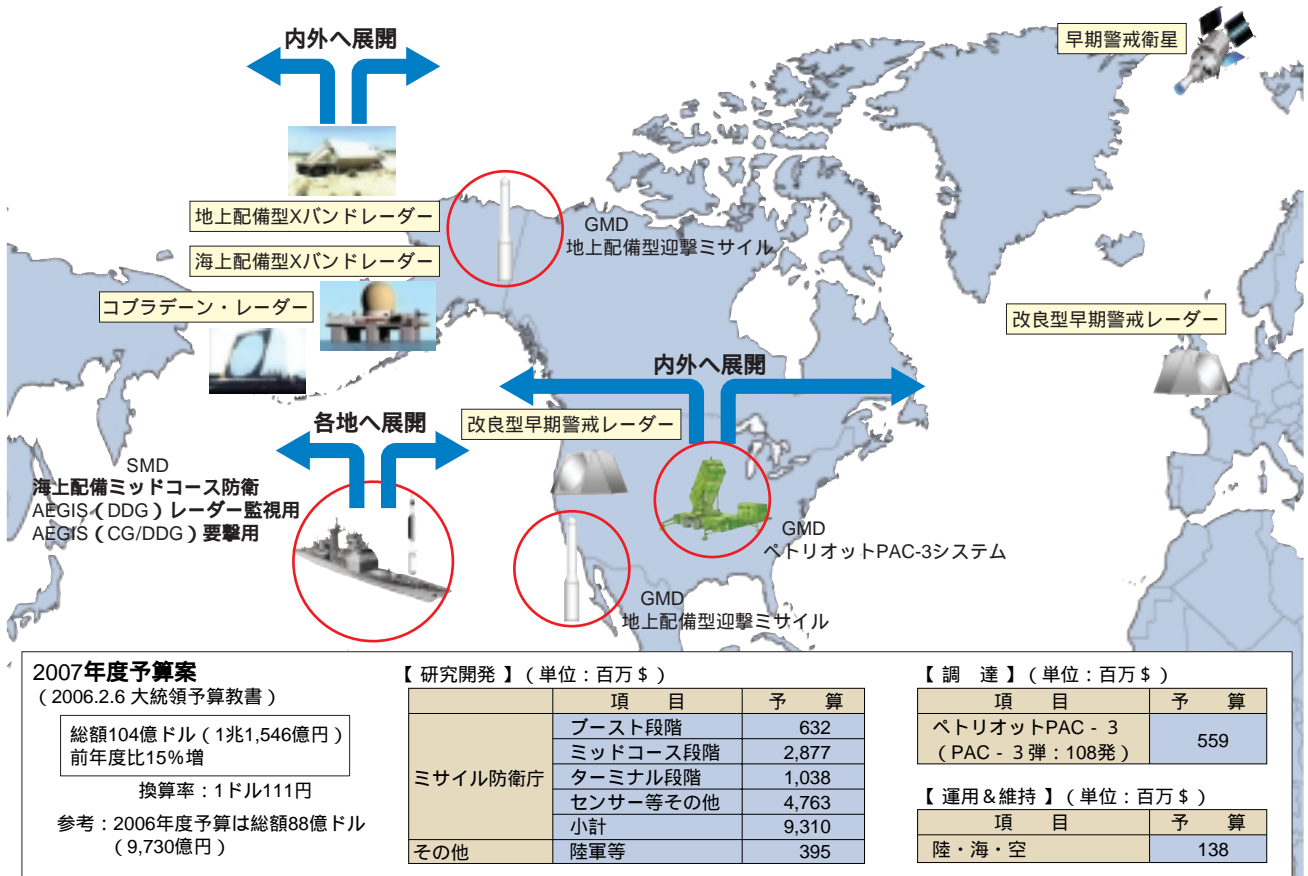 内外へ展開
早期警戒衛星
地上配備型Xバンドレーダー
GMD
地上配備型迎撃ミサイル
海上配備型Xバンドレーダー
コブラデーン・レーダー
改良型早期警戒レーダー
内外へ展開
各地へ展開
改良型早期警戒レーダー
SMD
海上配備ミッドコース防衛
AEGIS（DDG）レーダー監視用
AEGIS（CG/DDG）要撃用
GMD
ペトリオットPAC-3システム
GMD
地上配備型迎撃ミサイル
2007年度予算案
（2006.2.6 大統領予算教書）
総額104億ドル（1兆1,546億円）
前年度比15％増
換算率：1ドル111円
参考：2006年度予算は総額88億ドル
（9,730億円）
【 研究開発 】（単位：百万＄）
項　目 予　算
ミサイル防衛庁
ブースト段階 632
ミッドコース段階 2,877
ターミナル段階 1,038
センサー等その他 4,763
小計 9,310
その他 陸軍等 395
【 調　達 】（単位：百万＄）
項　目 予　算
ペトリオットPAC‐3
（PAC‐3弾：108発） 559
【 運用＆維持 】（単位：百万＄）
項　目 予　算
陸・海・空 138